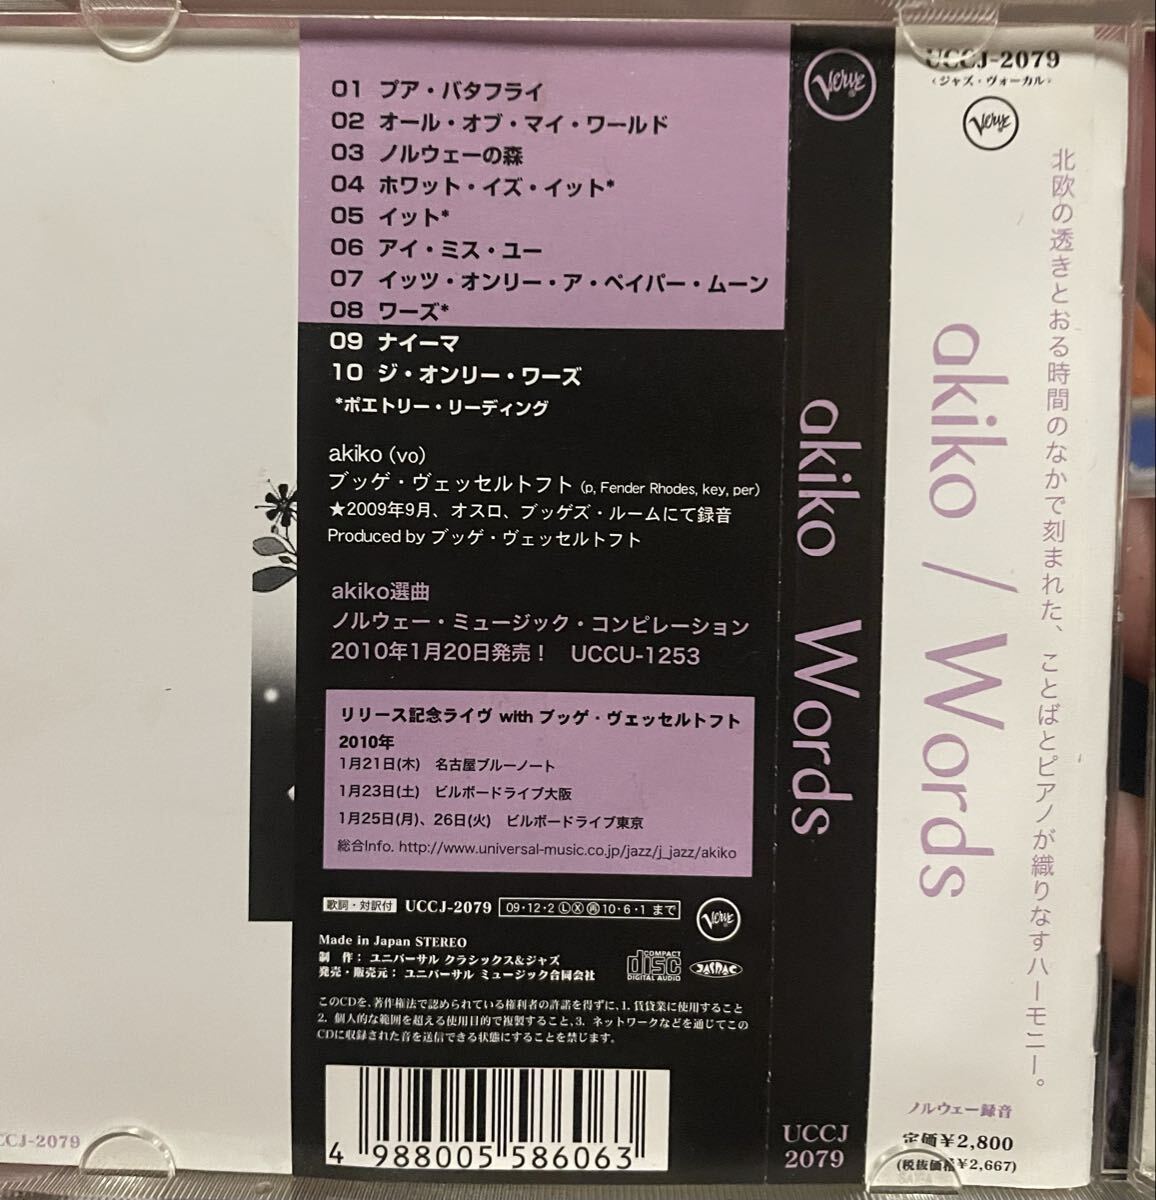 01 プア・バタフライ
02 オール・オブ・マイ・ワールド
03 ノルウェーの森
04 ホワット・イズ・イット*
05 イット*
06 アイ・ミス・ユー
07 イッツ・オンリー・ア・ペイパー・ムーン
08 ワーズ*
09 ナイーマ
10 ジ・オンリー・ワーズ
*ポエトリー・リーディング
akiko (vo)
ブッゲ・ヴェッセルトフト (p, Fender Rhodes, key, per)
★2009年9月、オスロ、ブッゲズ・ルームにて録音
Produced by ブッゲ・ヴェッセルトフト
akiko選曲
ノルウェー・ミュージック・コンピレーション
2010年1月20日発売！ UCCU-1253
リリース記念ライヴ with ブッゲ・ヴェッセルトフト
2010年
1月21日(木) 名古屋ブルーノート
1月23日(土) ビルボードライブ大阪
1月25日(月)、26日(火) ビルボードライブ東京
総合Info. http://www.universal-music.co.jp/jazz/j_jazz/akiko
歌詞・対訳付 UCCJ-2079 09・12・2ⓁⓍ㊐10・6・1 まで
Verve
Made in Japan STEREO
制 作： ユニバーサル クラシックス&ジャズ
発売・販売元： ユニバーサル ミュージック合同会社
COMPACT disc DIGITAL AUDIO
JASRAC
このCDを、著作権法で認められている権利者の許諾を得ずに、1. 賃貸業に使用すること
2. 個人的な範囲を超える使用目的で複製すること、3. ネットワークなどを通じてこの
CDに収録された音を送信できる状態にすることを禁じます。
4 988005 586063
CCJ-2079
Verve
akiko Words
UCCJ
2079
UCCJ-2079
〈ジャズ・ヴォーカル〉
Verve
北欧の透きとおる時間のなかで刻まれた、ことばとピアノが織りなすハーモニー。
akiko / Words
ノルウェー録音
定価¥2,800
(税抜価格¥2,667)